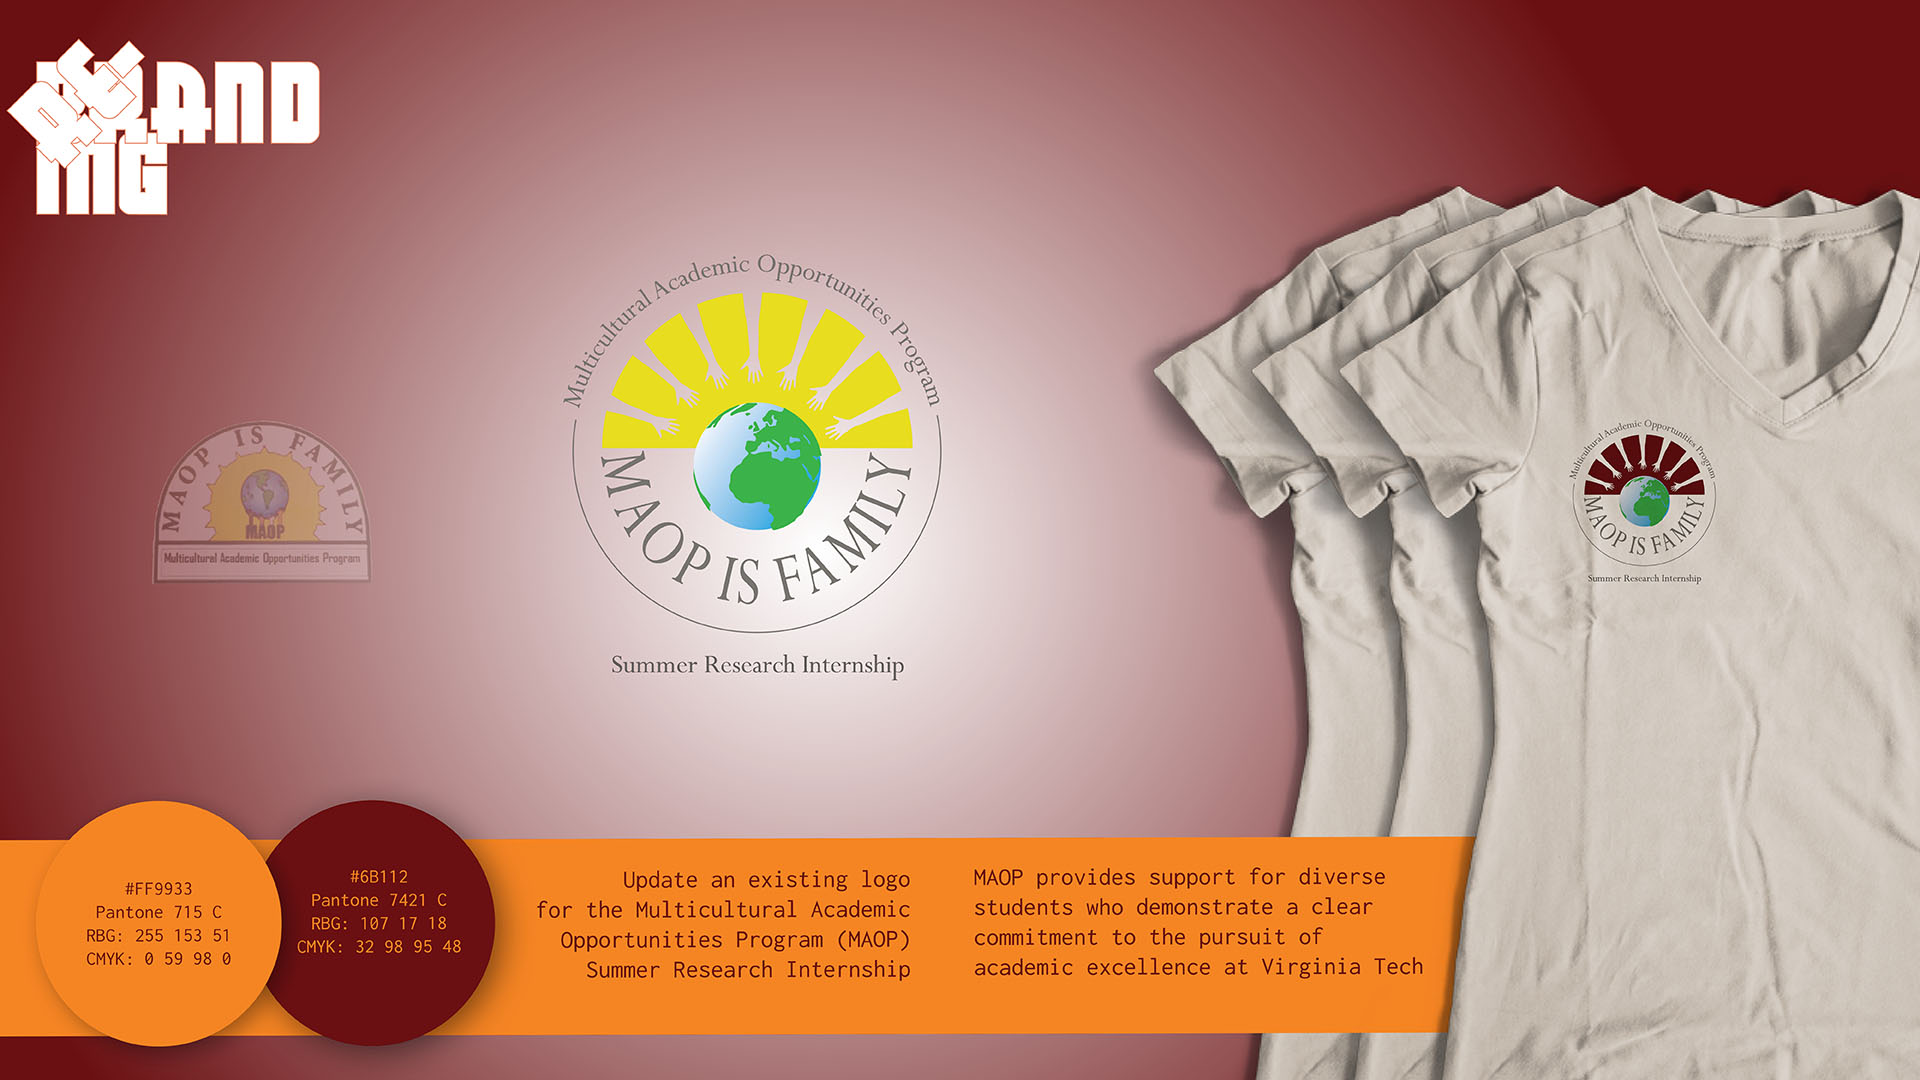 RE
BRAND
ING
MAOP IS FAMILY
MAOP
Multicultural Academic Opportunities Program
Multicultural Academic Opportunities Program
MAOP IS FAMILY
Summer Research Internship
Multicultural Academic Opportunities Program
MAOP IS FAMILY
Summer Research Internship
#FF9933
Pantone 715 C
RBG: 255 153 51
CMYK: 0 59 98 0
#6B112
Pantone 7421 C
RBG: 107 17 18
CMYK: 32 98 95 48
Update an existing logo
for the Multicultural Academic
Opportunities Program (MAOP)
Summer Research Internship
MAOP provides support for diverse
students who demonstrate a clear
commitment to the pursuit of
academic excellence at Virginia Tech